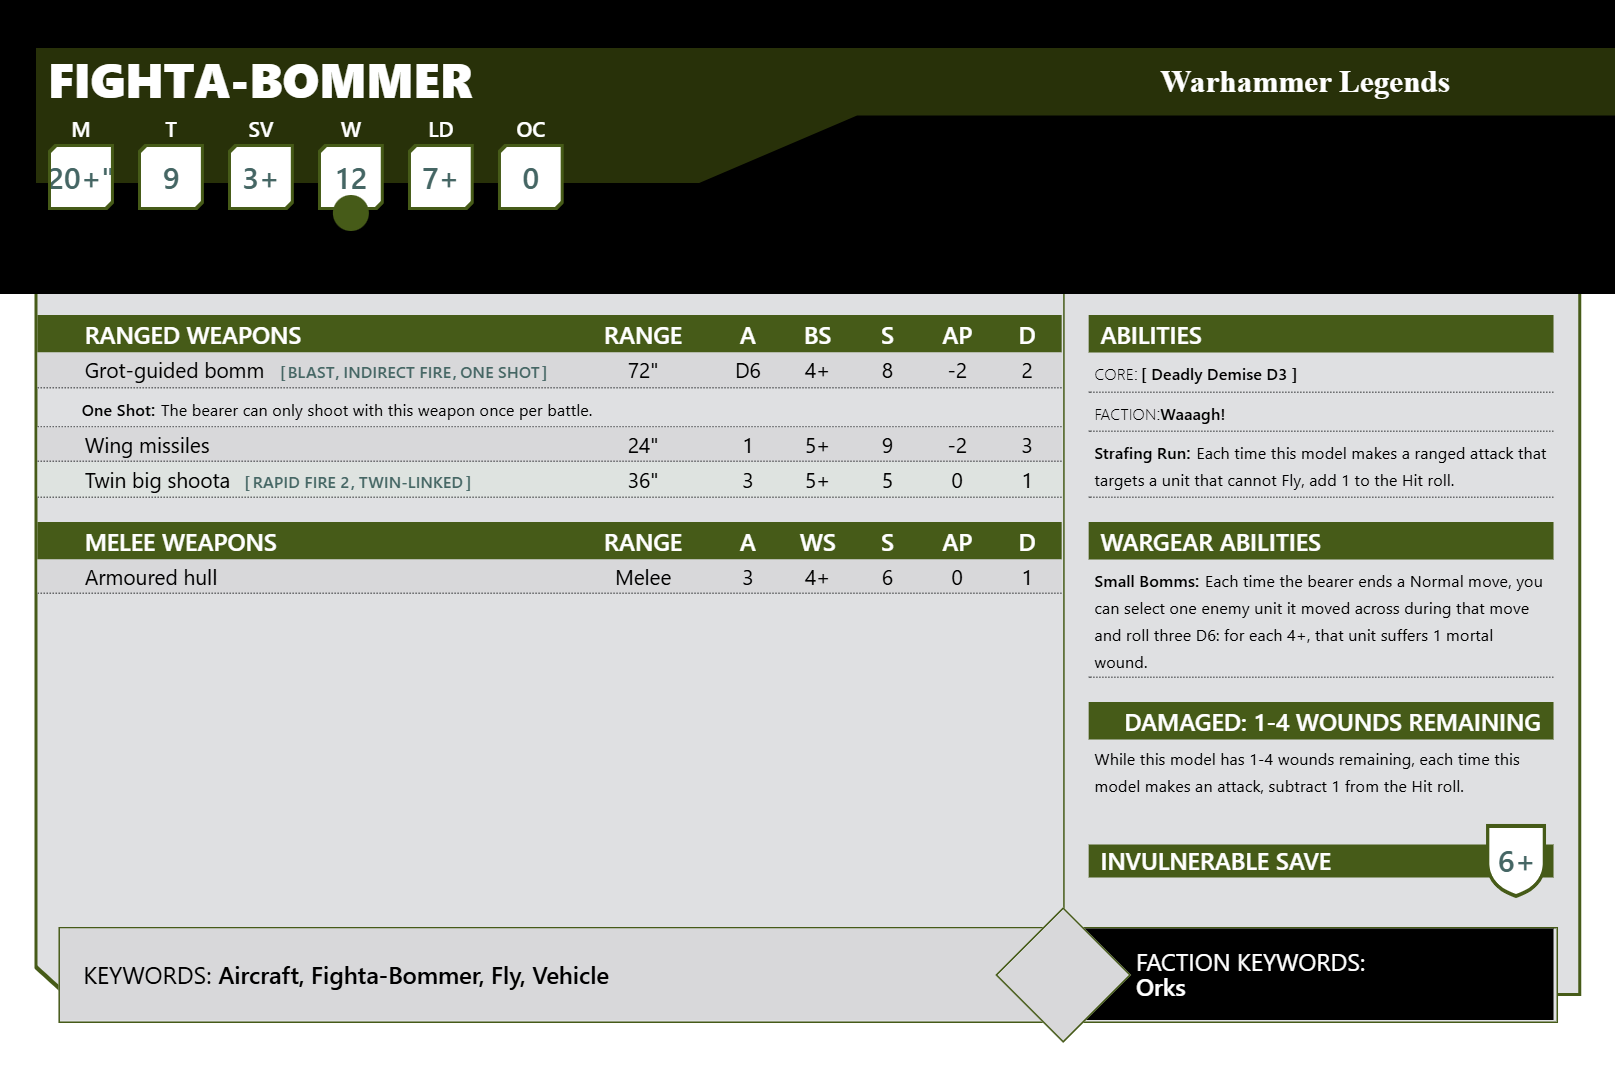 FIGHTA-BOMMER
Warhammer Legends
M T SV W LD OC
20+" 9 3+ 12 7+ 0
RANGED WEAPONS RANGE A BS S AP D
Grot-guided bomm [BLAST, INDIRECT FIRE, ONE SHOT] 72" D6 4+ 8 -2 2
One Shot: The bearer can only shoot with this weapon once per battle.
Wing missiles 24" 1 5+ 9 -2 3
Twin big shoota [RAPID FIRE 2, TWIN-LINKED] 36" 3 5+ 5 0 1
MELEE WEAPONS RANGE A WS S AP D
Armoured hull Melee 3 4+ 6 0 1
ABILITIES
CORE: [ Deadly Demise D3 ]
FACTION:Waaagh!
Strafing Run: Each time this model makes a ranged attack that
targets a unit that cannot Fly, add 1 to the Hit roll.
WARGEAR ABILITIES
Small Bomms: Each time the bearer ends a Normal move, you
can select one enemy unit it moved across during that move
and roll three D6: for each 4+, that unit suffers 1 mortal
wound.
DAMAGED: 1-4 WOUNDS REMAINING
While this model has 1-4 wounds remaining, each time this
model makes an attack, subtract 1 from the Hit roll.
INVULNERABLE SAVE 6+
KEYWORDS: Aircraft, Fighta-Bommer, Fly, Vehicle
FACTION KEYWORDS:
Orks